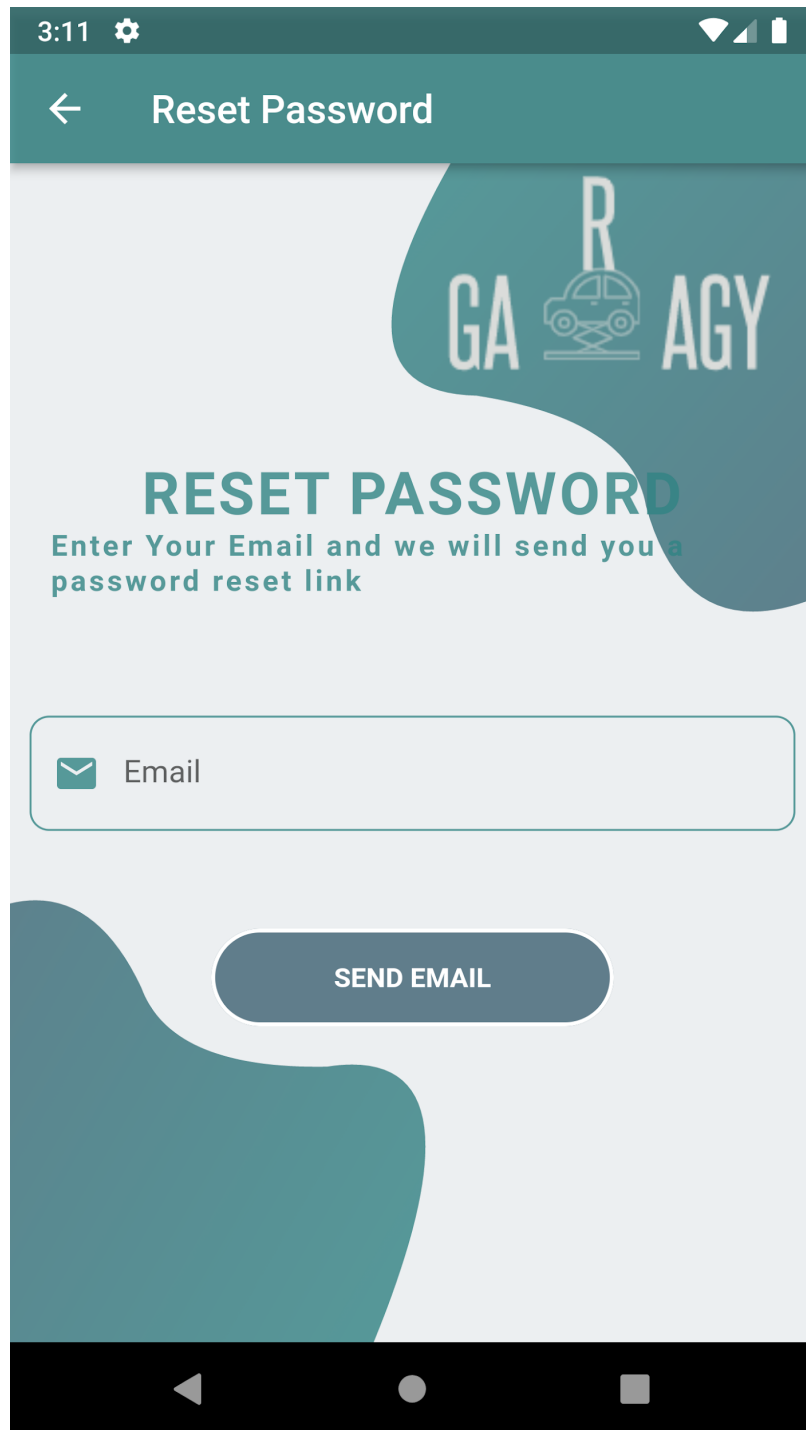 3:11
Reset Password
R
GA AGY
RESET PASSWORD
Enter Your Email and we will send you a
password reset link
Email
SEND EMAIL